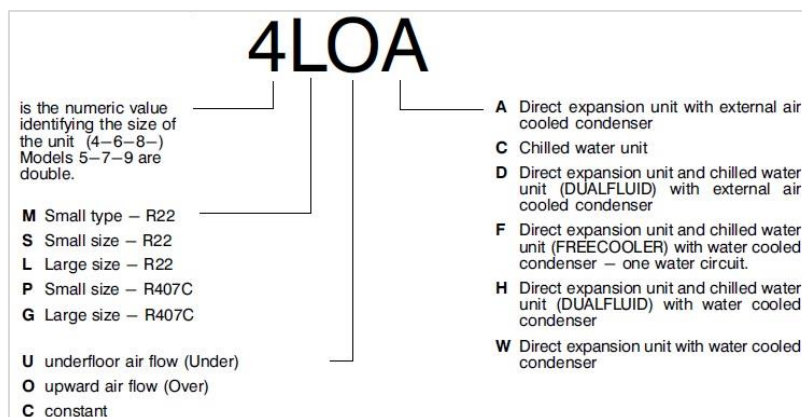 4LOA
is the numeric value
identifying the size of
the unit (4–6–8–)
Models 5–7–9 are
double.
M Small type – R22
S Small size – R22
L Large size – R22
P Small size – R407C
G Large size – R407C
U underfloor air flow (Under)
O upward air flow (Over)
C constant
A Direct expansion unit with external air
cooled condenser
C Chilled water unit
D Direct expansion unit and chilled water
unit (DUALFLUID) with external air
cooled condenser
F Direct expansion unit and chilled water
unit (FREECOOLER) with water cooled
condenser – one water circuit.
H Direct expansion unit and chilled water
unit (DUALFLUID) with water cooled
condenser
W Direct expansion unit with water cooled
condenser